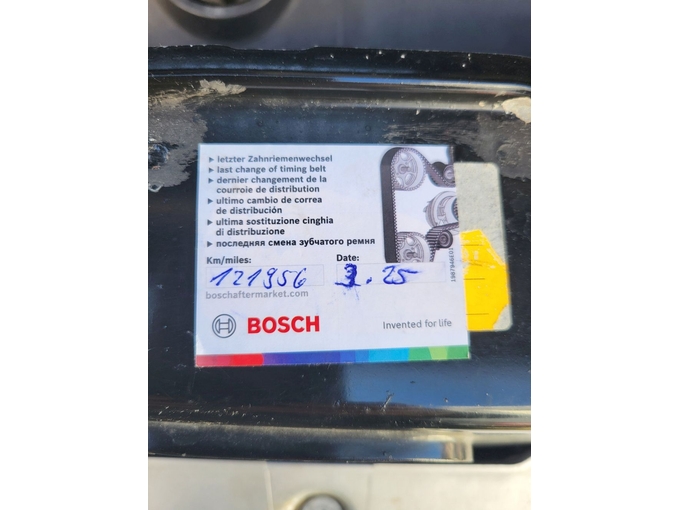 ▸ letzter Zahnriemenwechsel
▸ last change of timing belt
▸ dernier changement de la
courroie de distribution
▸ ultimo cambio de correa
de distribución
▸ ultima sostituzione cinghia
di distribuzione
▸ последняя смена зубчатого ремня
Km/miles: Date:
121956 3.25
boschaftermarket.com
BOSCH Invented for life